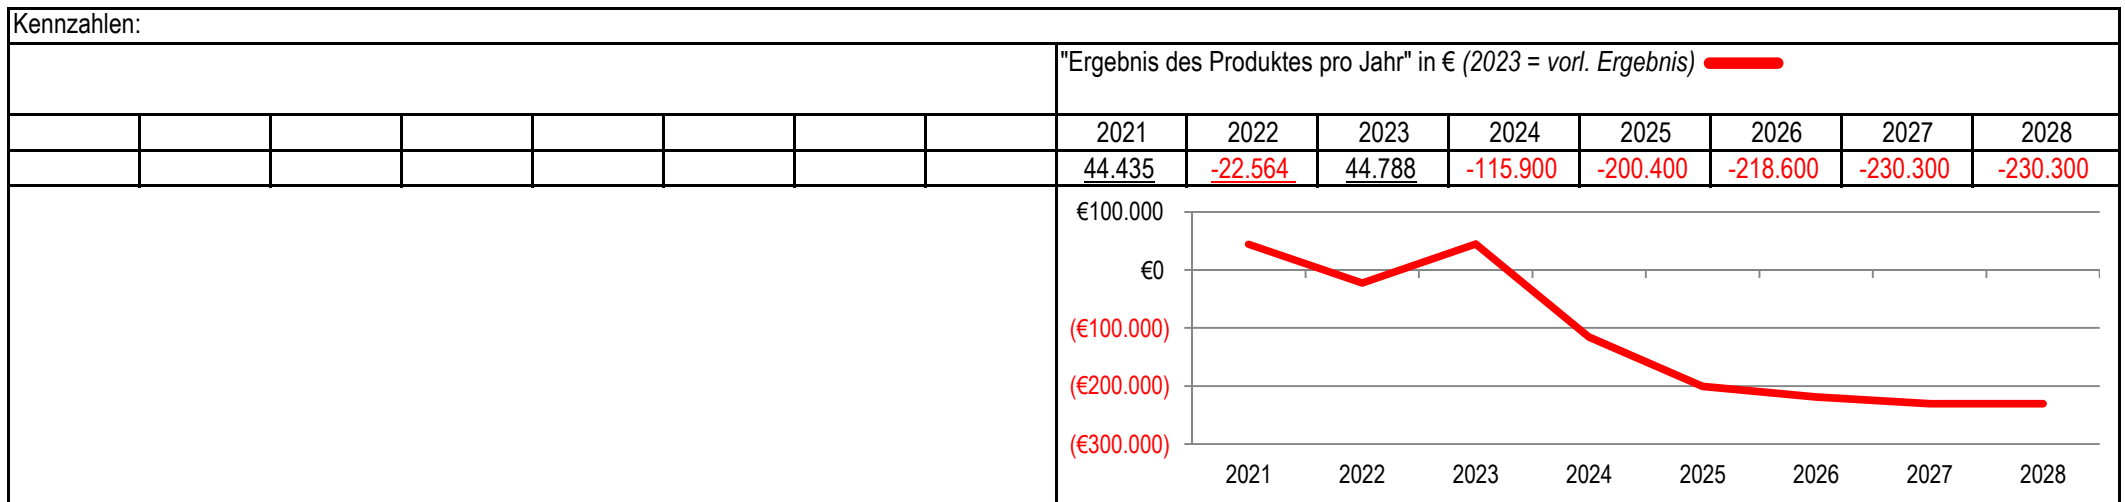 Kennzahlen:
"Ergebnis des Produktes pro Jahr" in € (2023 = vorl. Ergebnis)
2021 2022 2023 2024 2025 2026 2027 2028
44.435 -22.564 44.788 -115.900 -200.400 -218.600 -230.300 -230.300
€100.000
€0
(€100.000)
(€200.000)
(€300.000)
2021 2022 2023 2024 2025 2026 2027 2028